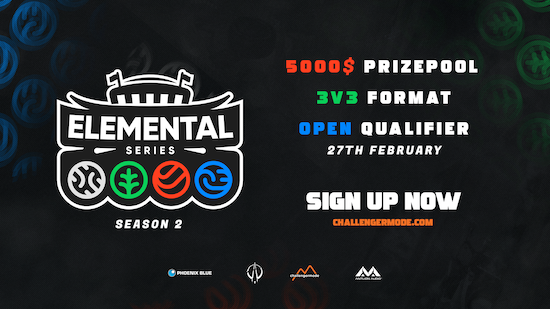 5000$ PRIZEPOOL
3V3 FORMAT
OPEN QUALIFIER
27TH FEBRUARY
ELEMENTAL
SERIES
SEASON 2
SIGN UP NOW
CHALLENGERMODE.COM
PHOENIX BLUE
challengermode